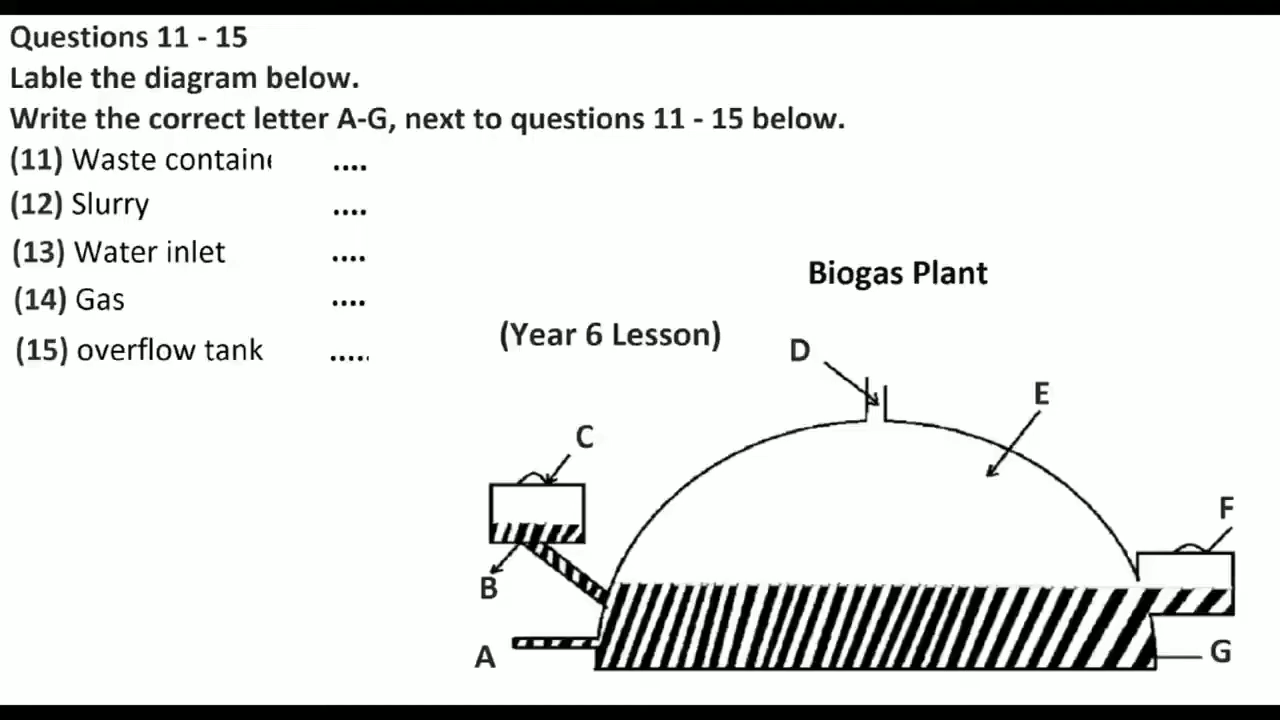 Questions 11 - 15
Lable the diagram below.
Write the correct letter A-G, next to questions 11 - 15 below.
(11) Waste containe ....
(12) Slurry ....
(13) Water inlet ....
(14) Gas ....
(15) overflow tank .....
Biogas Plant
(Year 6 Lesson)
D
E
C
F
B
A
G